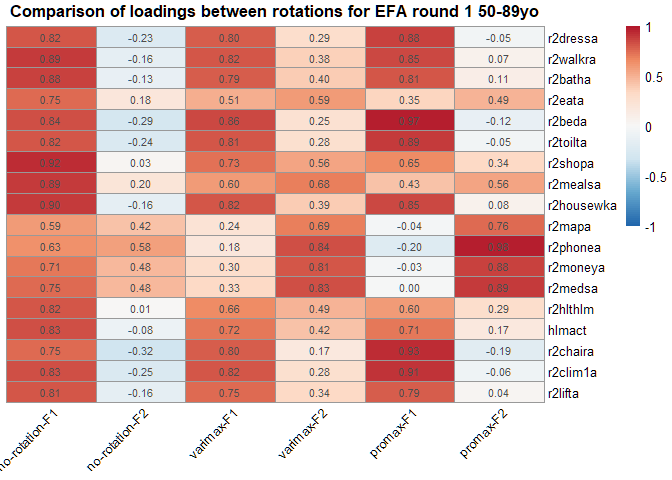 Comparison of loadings between rotations for EFA round 1 50-89yo
0.82 -0.23 0.80 0.29 0.88 -0.05 r2dressa
0.89 -0.16 0.82 0.38 0.85 0.07 r2walkra
0.88 -0.13 0.79 0.40 0.81 0.11 r2batha
0.75 0.18 0.51 0.59 0.35 0.49 r2eata
0.84 -0.29 0.86 0.25 -0.12 r2beda
0.82 -0.24 0.81 0.28 0.89 -0.05 r2toilta
0.92 0.03 0.73 0.56 0.65 0.34 r2shopa
0.89 0.20 0.60 0.68 0.43 0.56 r2mealsa
0.90 -0.16 0.82 0.39 0.85 0.08 r2housewka
0.59 0.42 0.24 0.69 -0.04 0.76 r2mapa
0.63 0.58 0.18 0.84 -0.20 r2phonea
0.71 0.48 0.30 0.81 -0.03 0.88 r2moneya
0.75 0.48 0.33 0.83 0.00 0.89 r2medsa
0.82 0.01 0.66 0.49 0.60 0.29 r2hlthlm
0.83 -0.08 0.72 0.42 0.71 0.17 hlmact
0.75 -0.32 0.80 0.17 0.93 -0.19 r2chaira
0.83 -0.25 0.82 0.28 0.91 -0.06 r2clim1a
0.81 -0.16 0.75 0.34 0.79 0.04 r2lifta
no-rotation-F1
no-rotation-F2
varimax-F1
varimax-F2
promax-F1
promax-F2
1
0.5
0
-0.5
-1